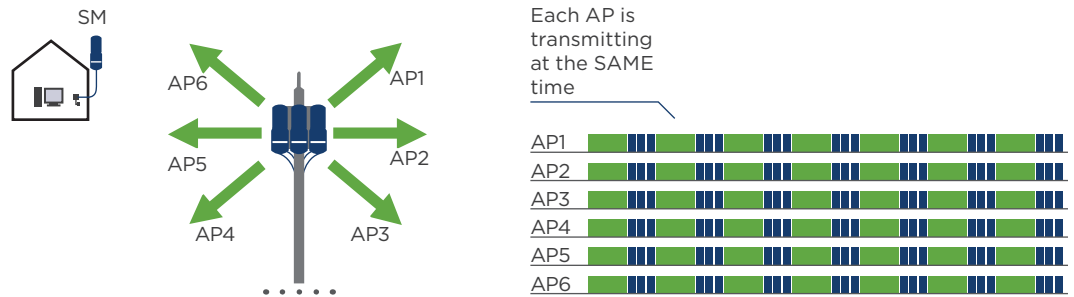 SM
AP6
AP1
AP5
AP2
AP4
AP3
Each AP is
transmitting
at the SAME
time
AP1
AP2
AP3
AP4
AP5
AP6